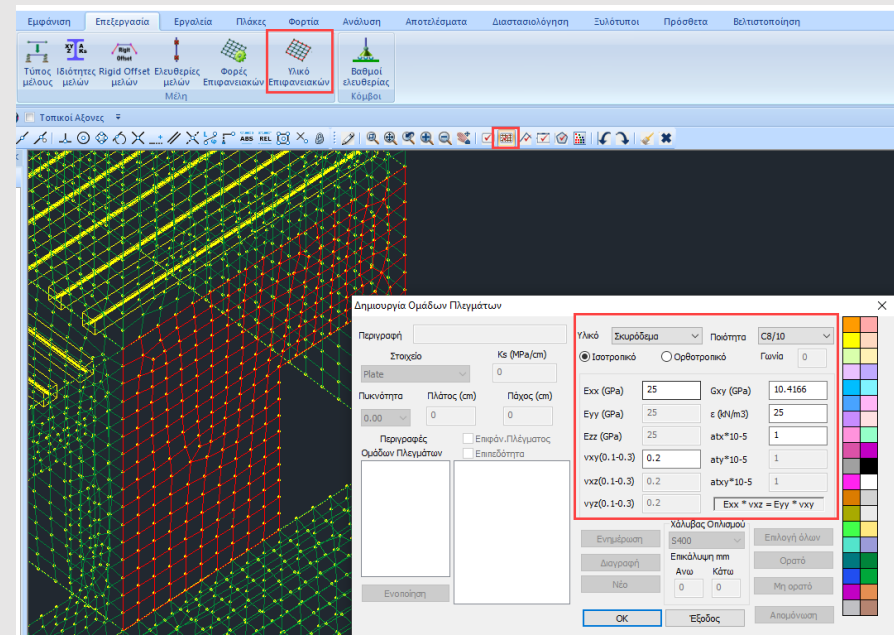 Εμφάνιση Επεξεργασία Εργαλεία Πλάκες Φορτία Ανάλυση Αποτελέσματα Διαστασιολόγηση Ξυλότυποι Πρόσθετα Βελτιστοποίηση
Τύπος μέλους
Ιδιότητες μελών
Rigid Offset μελών
Ελευθερίες μελών
Φορές Επιφανειακών
Υλικό Επιφανειακών
Βαθμοί ελευθερίας
Μέλη Κόμβοι
Τοπικοί Αξονες
ABS REL
Δημιουργία Ομάδων Πλεγμάτων
Περιγραφή
Στοιχείο Ks (MPa/cm)
Plate 0
Πυκνότητα Πλάτος (cm) Πάχος (cm)
0.00 0 0
Περιγραφές Ομάδων Πλεγμάτων
Επιφάν.Πλέγματος
Επιπεδότητα
Ενοποίηση
Υλικό Σκυρόδεμα Ποιότητα C8/10
Ισοτροπικό Ορθοτροπικό Γωνία 0
Exx (GPa) 25 Gxy (GPa) 10.4166
Eyy (GPa) 25 ε (kN/m3) 25
Ezz (GPa) 25 atx*10-5 1
vxy(0.1-0.3) 0.2 aty*10-5 1
vxz(0.1-0.3) 0.2 atxy*10-5 1
vyz(0.1-0.3) 0.2 Exx * vxz = Eyy * vxy
Χάλυβας Οπλισμού
Ενημέρωση S400 Επιλογή όλων
Διαγραφή Επικάλυψη mm Ορατό
Ανω Κάτω
Νέο 0 0 Μη ορατό
OK Έξοδος Απομόνωση